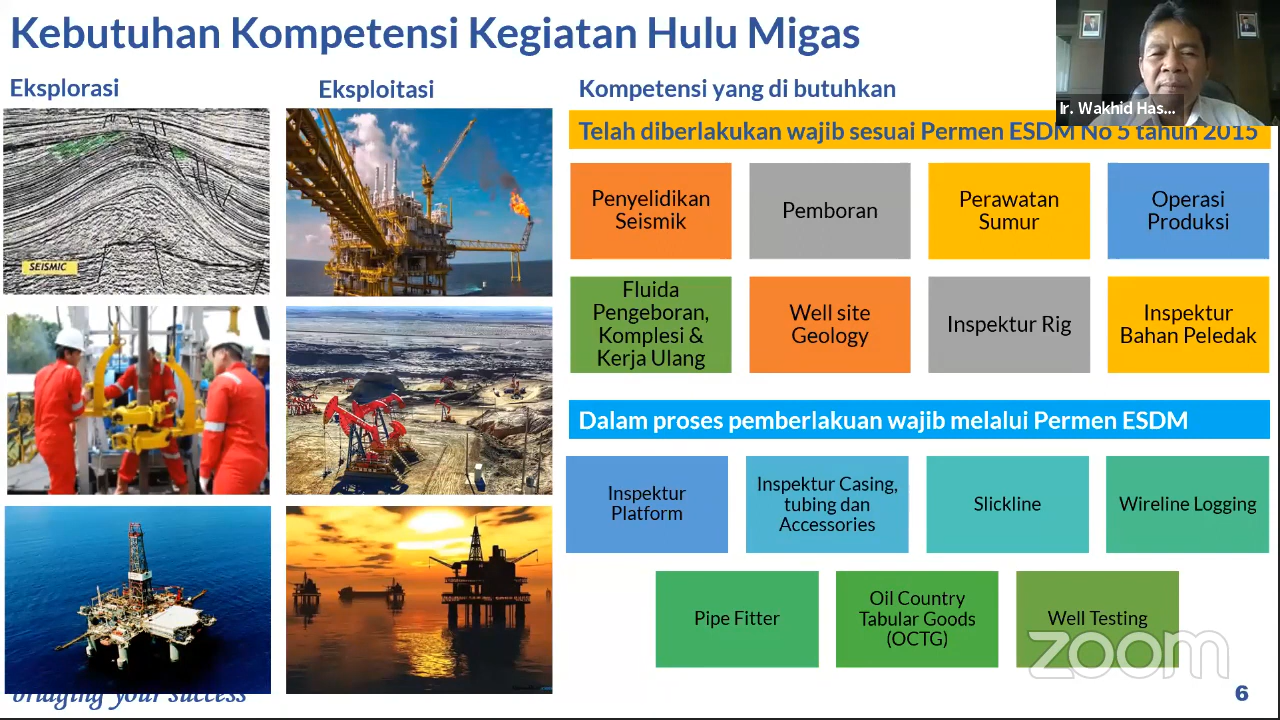 Kebutuhan Kompetensi Kegiatan Hulu Migas
Ir. Wakhid Has...
Eksplorasi
Eksploitasi
Kompetensi yang di butuhkan
Telah diberlakukan wajib sesuai Permen ESDM No 5 tahun 2015
Penyelidikan
Seismik
Pemboran
Perawatan
Sumur
Operasi
Produksi
SEISMIC
Fluida
Pengeboran,
Komplesi &
Kerja Ulang
Well site
Geology
Inspektur Rig
Inspektur
Bahan Peledak
Dalam proses pemberlakuan wajib melalui Permen ESDM
Inspektur
Platform
Inspektur Casing,
tubing dan
Accessories
Slickline
Wireline Logging
Pipe Fitter
Oil Country
Tabular Goods
(OCTG)
Well Testing
zoom
bridging your success
6